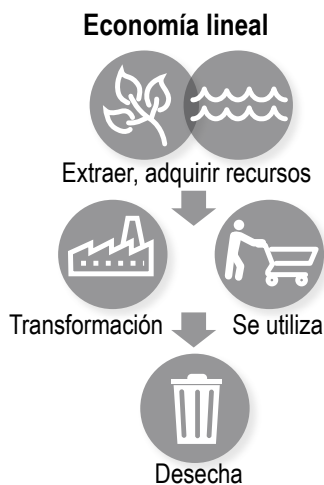 Economía lineal
Extraer, adquirir recursos
Transformación
Se utiliza
Desecha